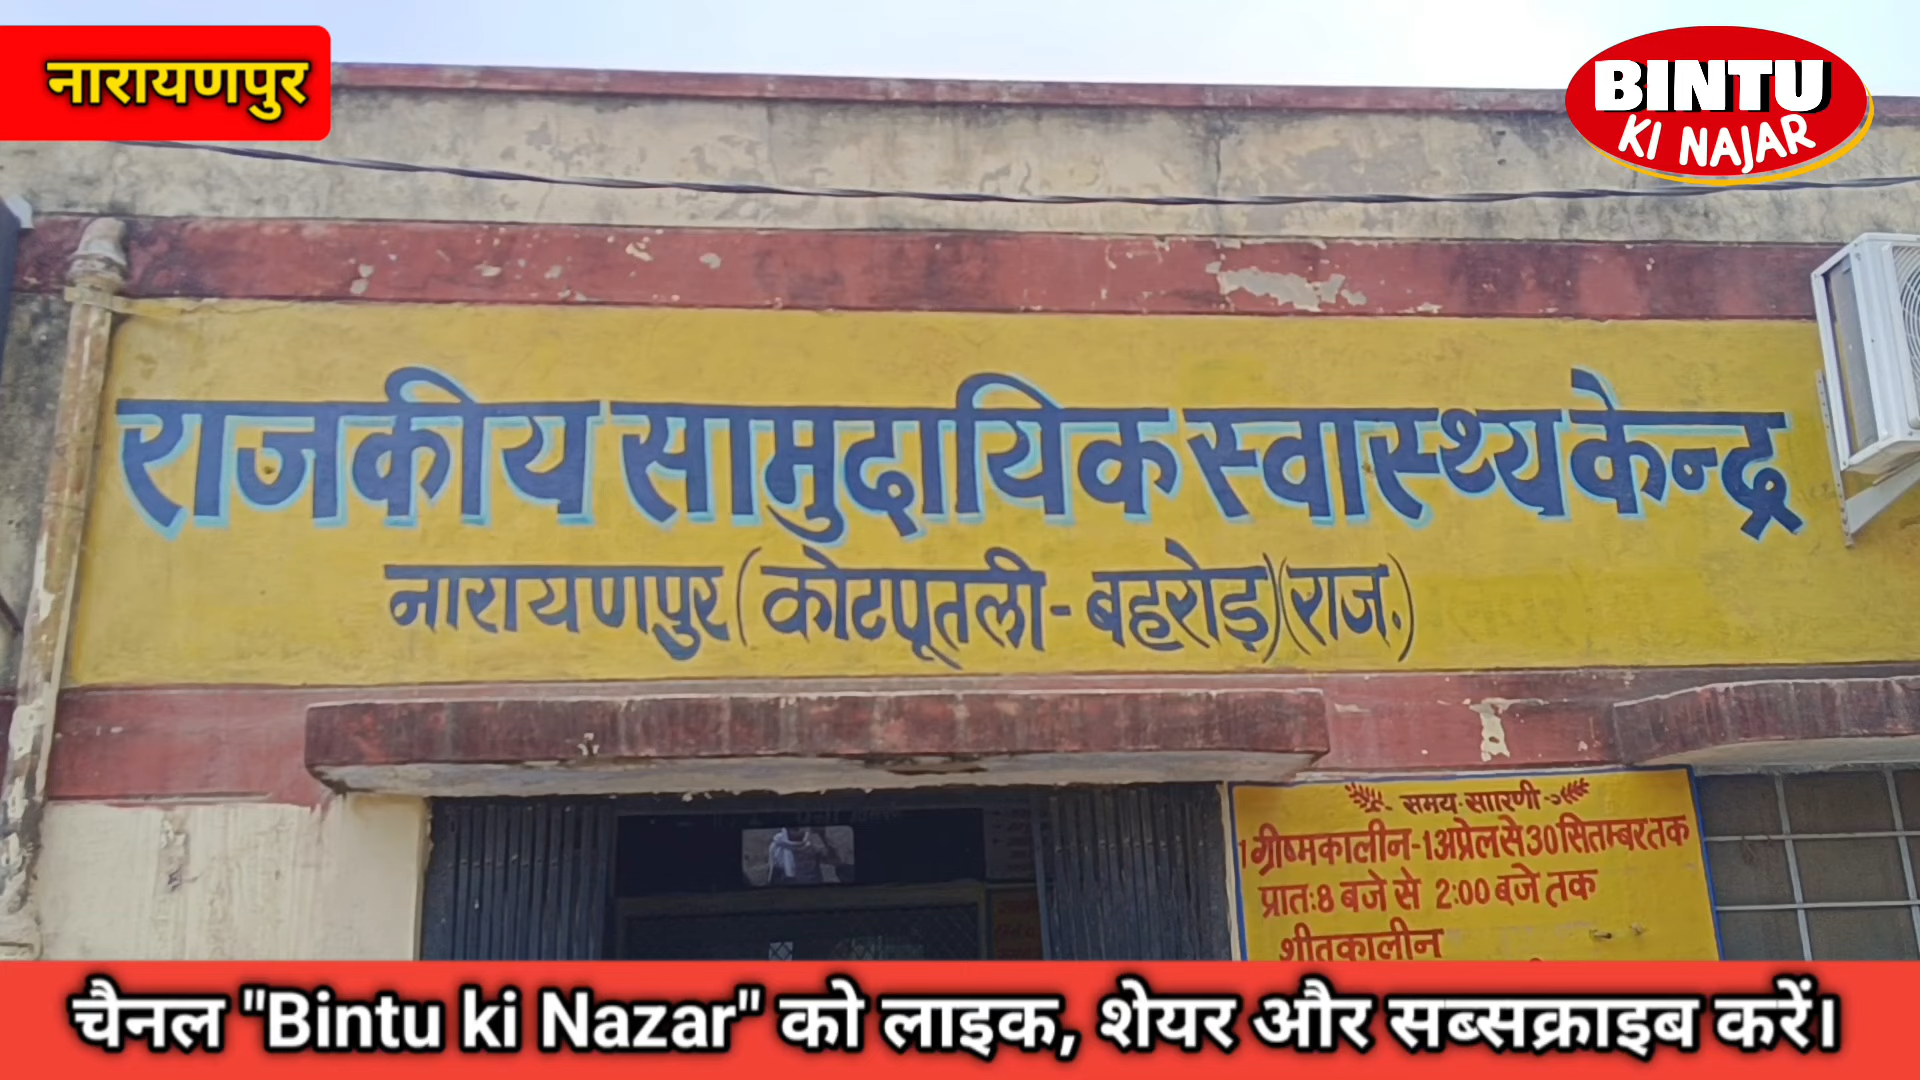 नारायणपुर
BINTU
KI NAJAR
राजकीय सामुदायिक स्वास्थ्य केन्द्र
नारायणपुर (कोटपूतली - बहरोड़) (राज.)
समय-साारणी
1 ग्रीष्मकालीन-1 अप्रेल से 30 सितम्बर तक
प्रातः 8 बजे से 2:00 बजे तक
शीतकालीन
चैनल "Bintu ki Nazar" को लाइक, शेयर और सब्सक्राइब करें।